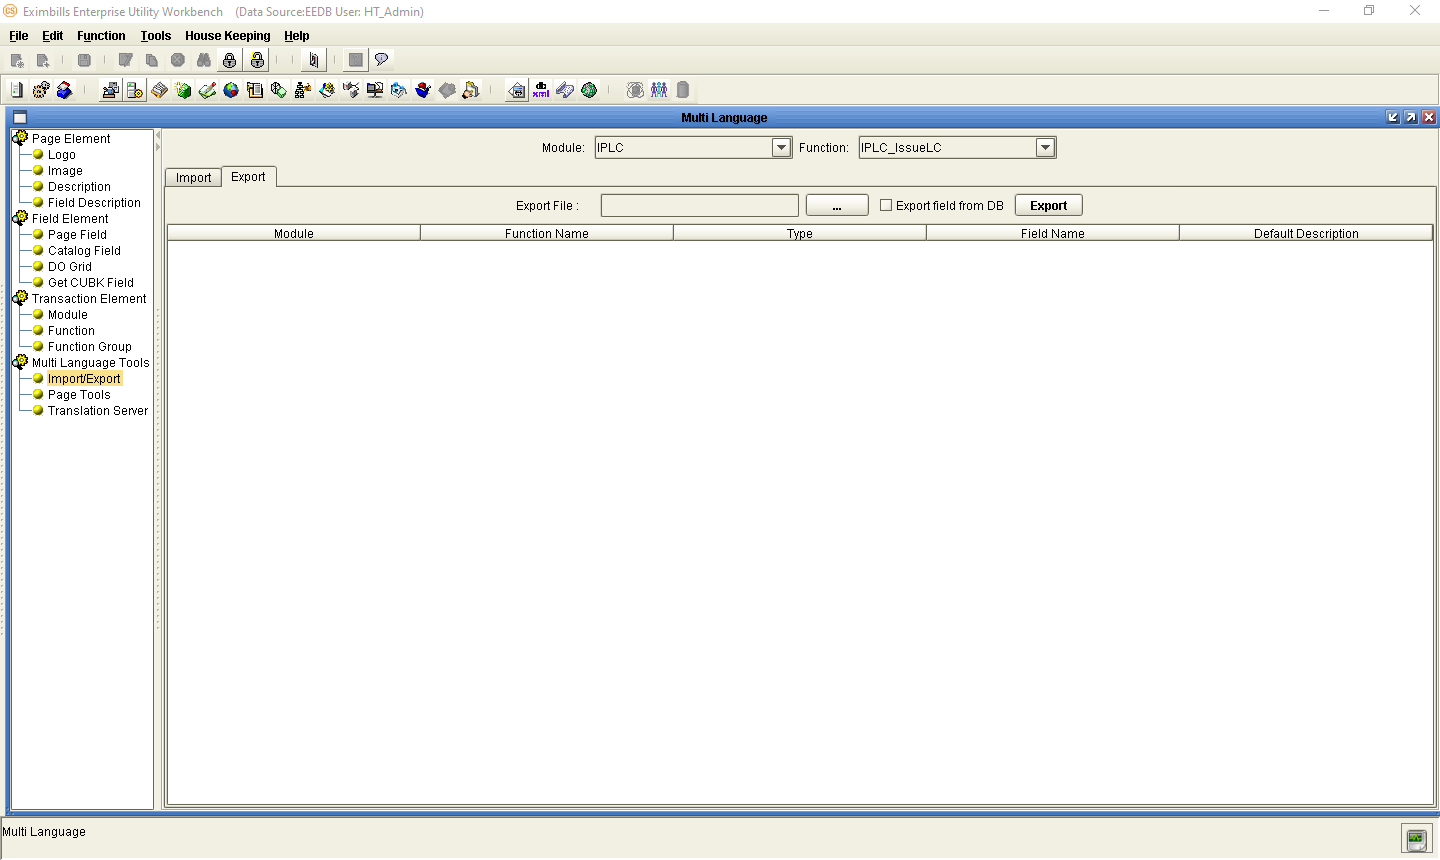 Eximbills Enterprise Utility Workbench (Data Source:EEDB User: HT_Admin)
File Edit Function Tools House Keeping Help
db
xml
Multi Language
Page Element
Logo
Image
Description
Field Description
Field Element
Page Field
Catalog Field
DO Grid
Get CUBK Field
Transaction Element
Module
Function
Function Group
Multi Language Tools
Import/Export
Page Tools
Translation Server
Module: IPLC Function: IPLC_IssueLC
Import Export
Export File : ... Export field from DB Export
Module Function Name Type Field Name Default Description
Multi Language